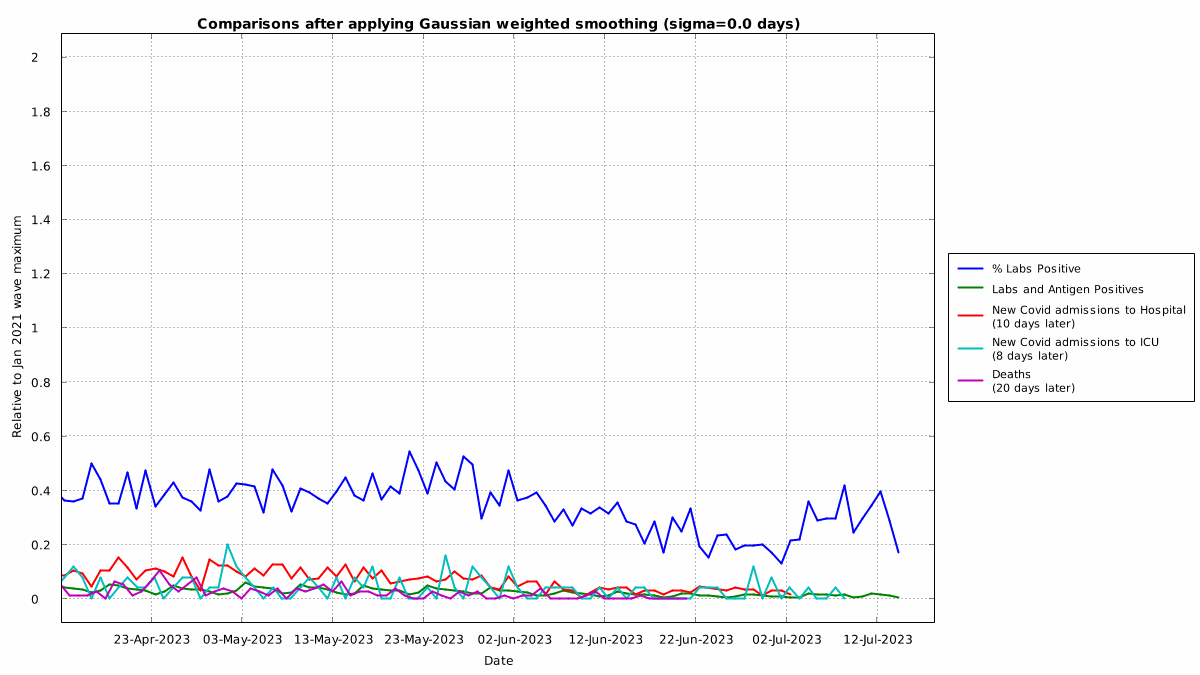 Comparisons after applying Gaussian weighted smoothing (sigma=0.0 days)
Relative to Jan 2021 wave maximum
2
1.8
1.6
1.4
1.2
1
0.8
0.6
0.4
0.2
0
23-Apr-2023 03-May-2023 13-May-2023 23-May-2023 02-Jun-2023 12-Jun-2023 22-Jun-2023 02-Jul-2023 12-Jul-2023
Date
% Labs Positive
Labs and Antigen Positives
New Covid admissions to Hospital
(10 days later)
New Covid admissions to ICU
(8 days later)
Deaths
(20 days later)